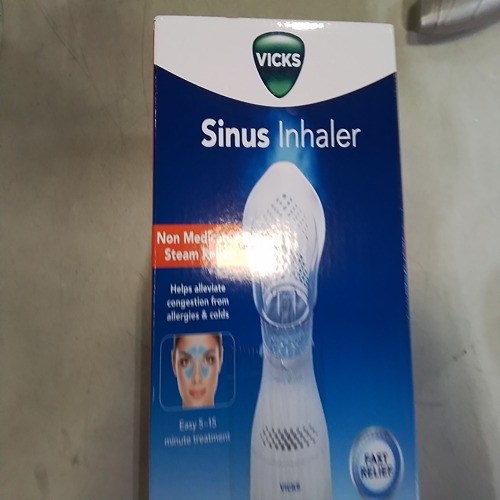 VICKS
Sinus Inhaler
Non Medicated
Steam
Helps alleviate
congestion from
allergies & colds
Easy 5-15
minute treatment
FAST
RELIEF
VICKS